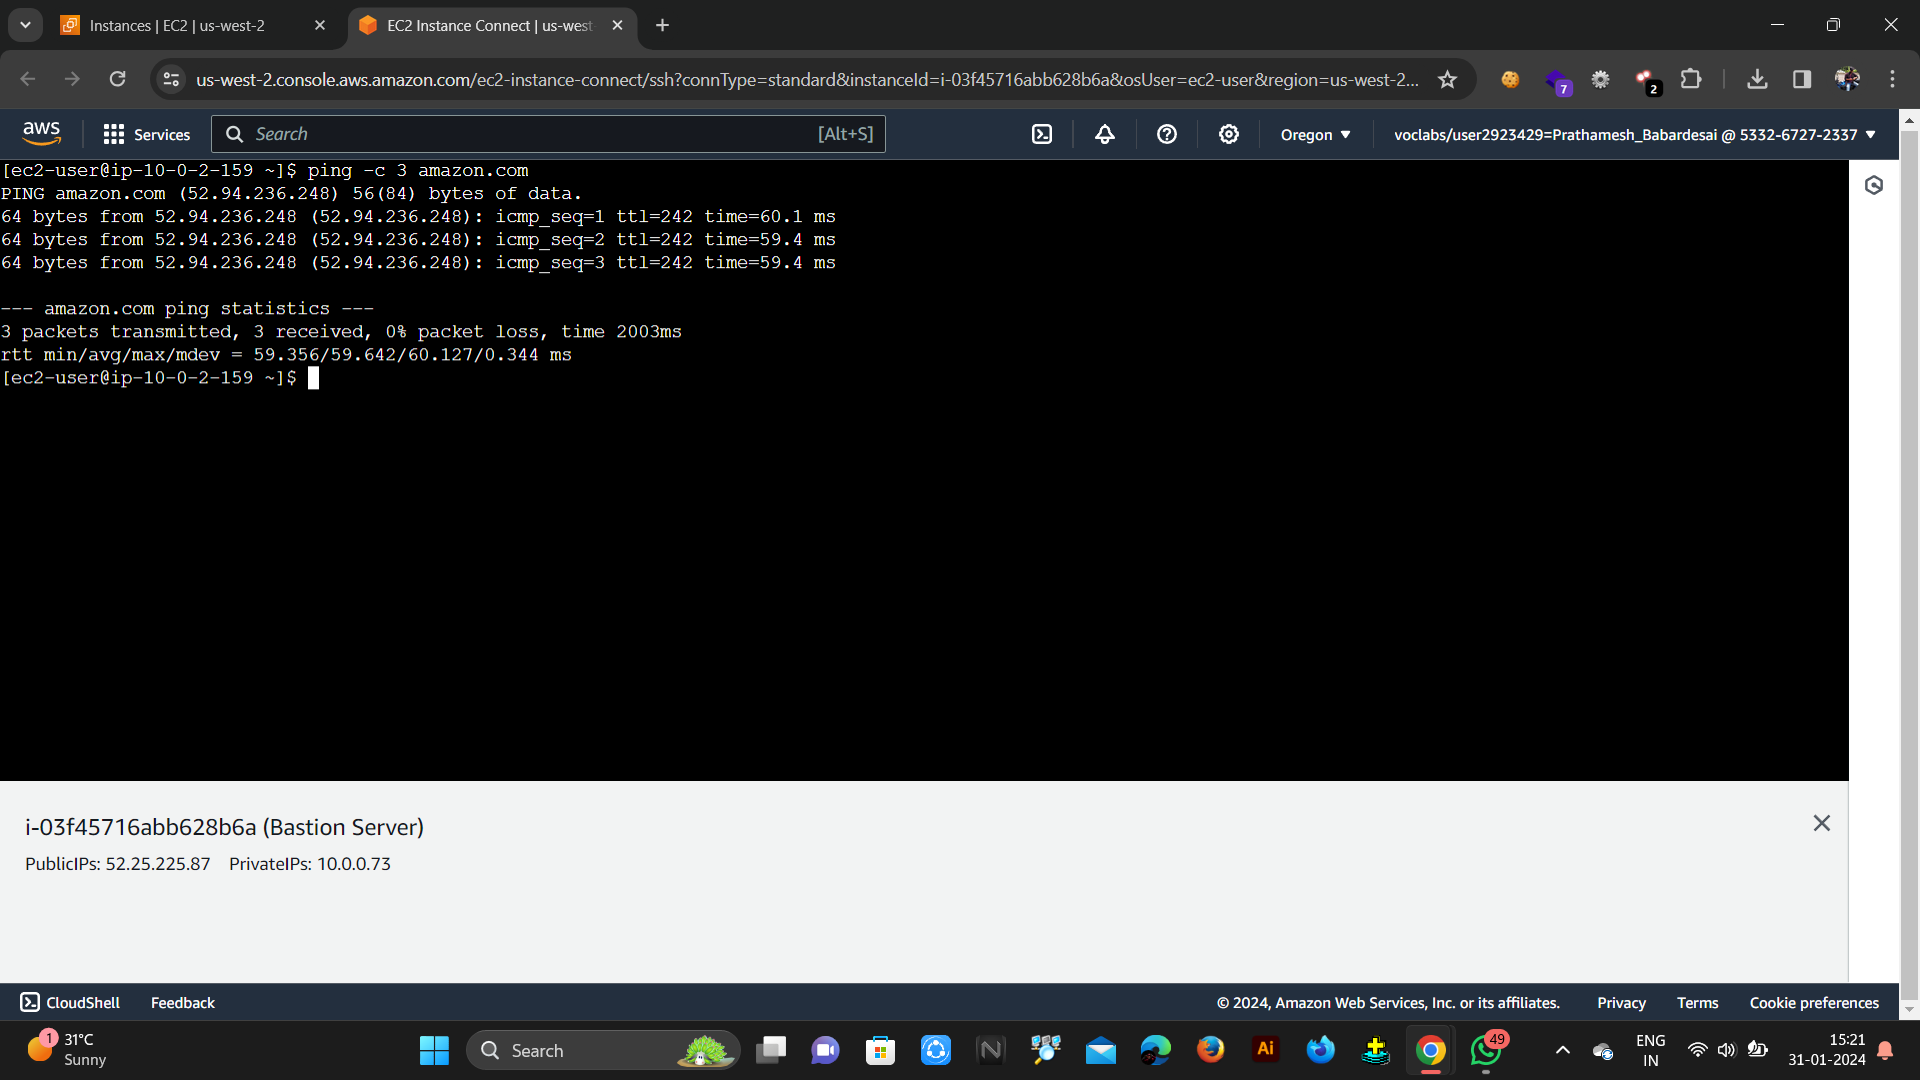 Instances | EC2 | us-west-2
EC2 Instance Connect | us-west-
us-west-2.console.aws.amazon.com/ec2-instance-connect/ssh?connType=standard&instanceId=i-03f45716abb628b6a&osUser=ec2-user&region=us-west-2...
7
2
aws
Services
Search
[Alt+S]
Oregon
voclabs/user2923429=Prathamesh_Babardesai @ 5332-6727-2337
[ec2-user@ip-10-0-2-159 ~]$ ping -c 3 amazon.com
PING amazon.com (52.94.236.248) 56(84) bytes of data.
64 bytes from 52.94.236.248 (52.94.236.248): icmp_seq=1 ttl=242 time=60.1 ms
64 bytes from 52.94.236.248 (52.94.236.248): icmp_seq=2 ttl=242 time=59.4 ms
64 bytes from 52.94.236.248 (52.94.236.248): icmp_seq=3 ttl=242 time=59.4 ms
--- amazon.com ping statistics ---
3 packets transmitted, 3 received, 0% packet loss, time 2003ms
rtt min/avg/max/mdev = 59.356/59.642/60.127/0.344 ms
[ec2-user@ip-10-0-2-159 ~]$
i-03f45716abb628b6a (Bastion Server)
PublicIPs: 52.25.225.87 PrivateIPs: 10.0.0.73
CloudShell
Feedback
© 2024, Amazon Web Services, Inc. or its affiliates.
Privacy
Terms
Cookie preferences
1
31°C
Sunny
Search
N
Ai
49
ENG
IN
15:21
31-01-2024